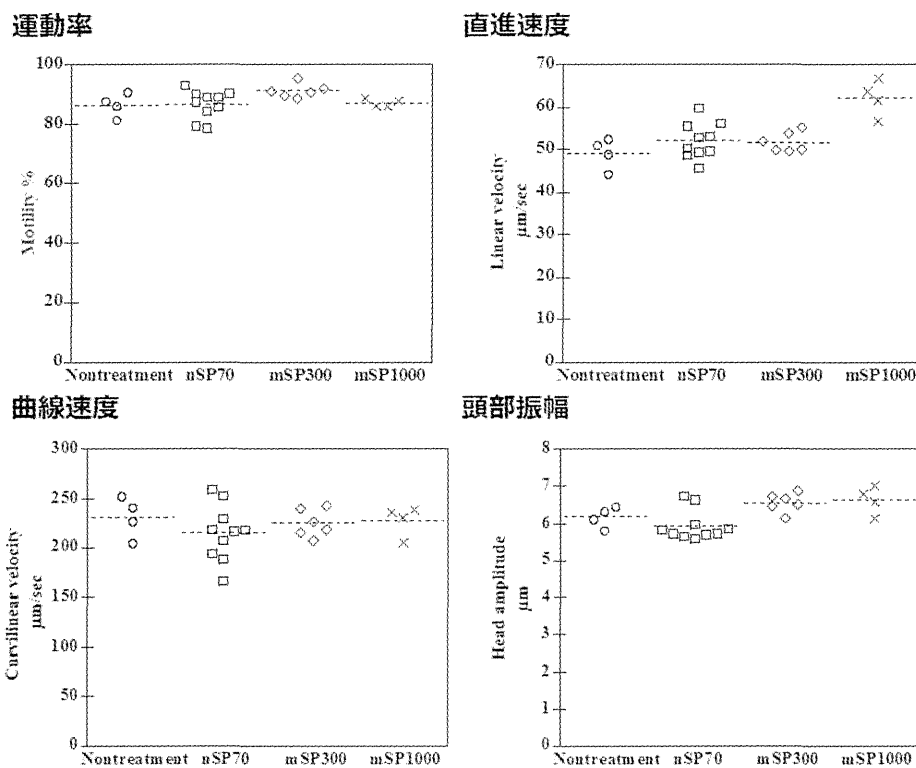 運動率
100
80
60
40
20
0
Motility %
Nontreatment nSP70 mSP300 mSP1000
直進速度
70
60
50
40
30
20
10
0
Linear velocity
μm/sec
Nontreatment nSP70 mSP300 mSP1000
曲線速度
300
250
200
150
100
50
0
Curvilinear velocity
μm/sec
Nontreatment nSP70 mSP300 mSP1000
頭部振幅
8
7
6
5
4
3
2
1
0
Head amplitude
μm
Nontreatment nSP70 mSP300 mSP1000